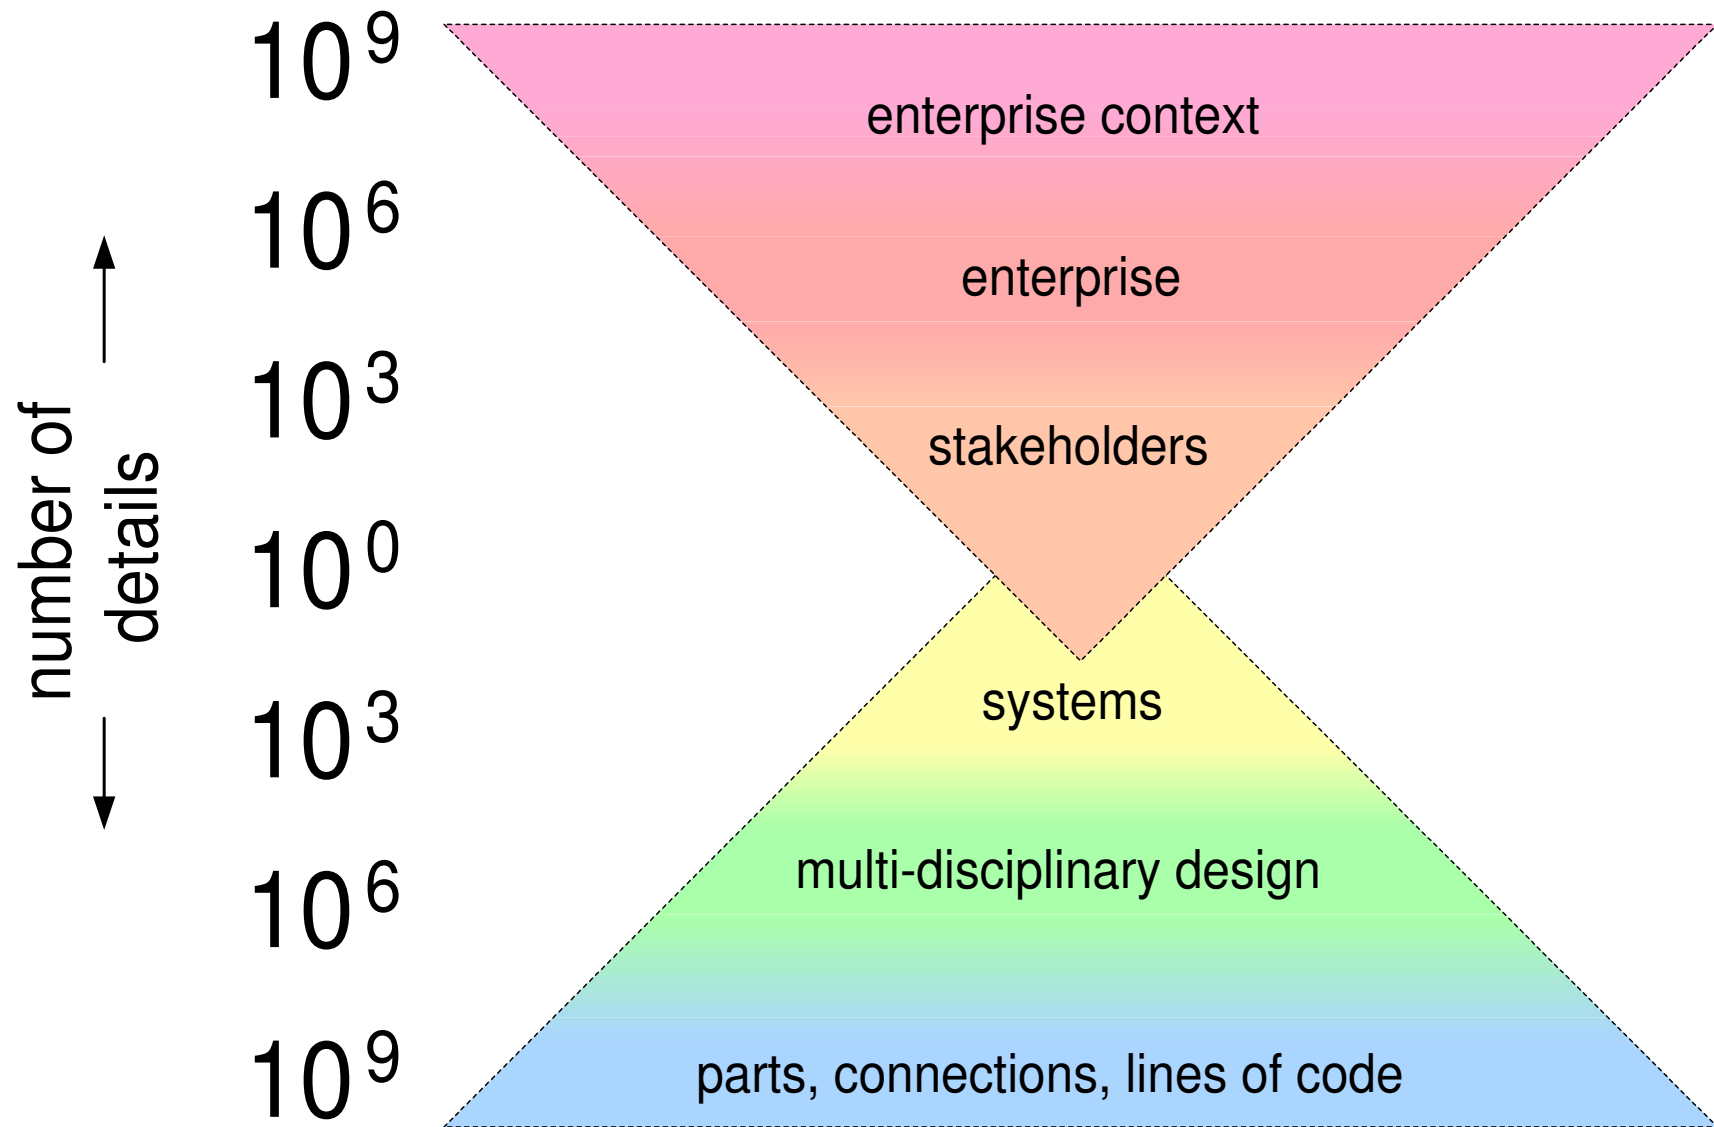 10⁹
enterprise context
10⁶
enterprise
10³
stakeholders
number of
details
10⁰
systems
10³
multi-disciplinary design
10⁶
parts, connections, lines of code
10⁹